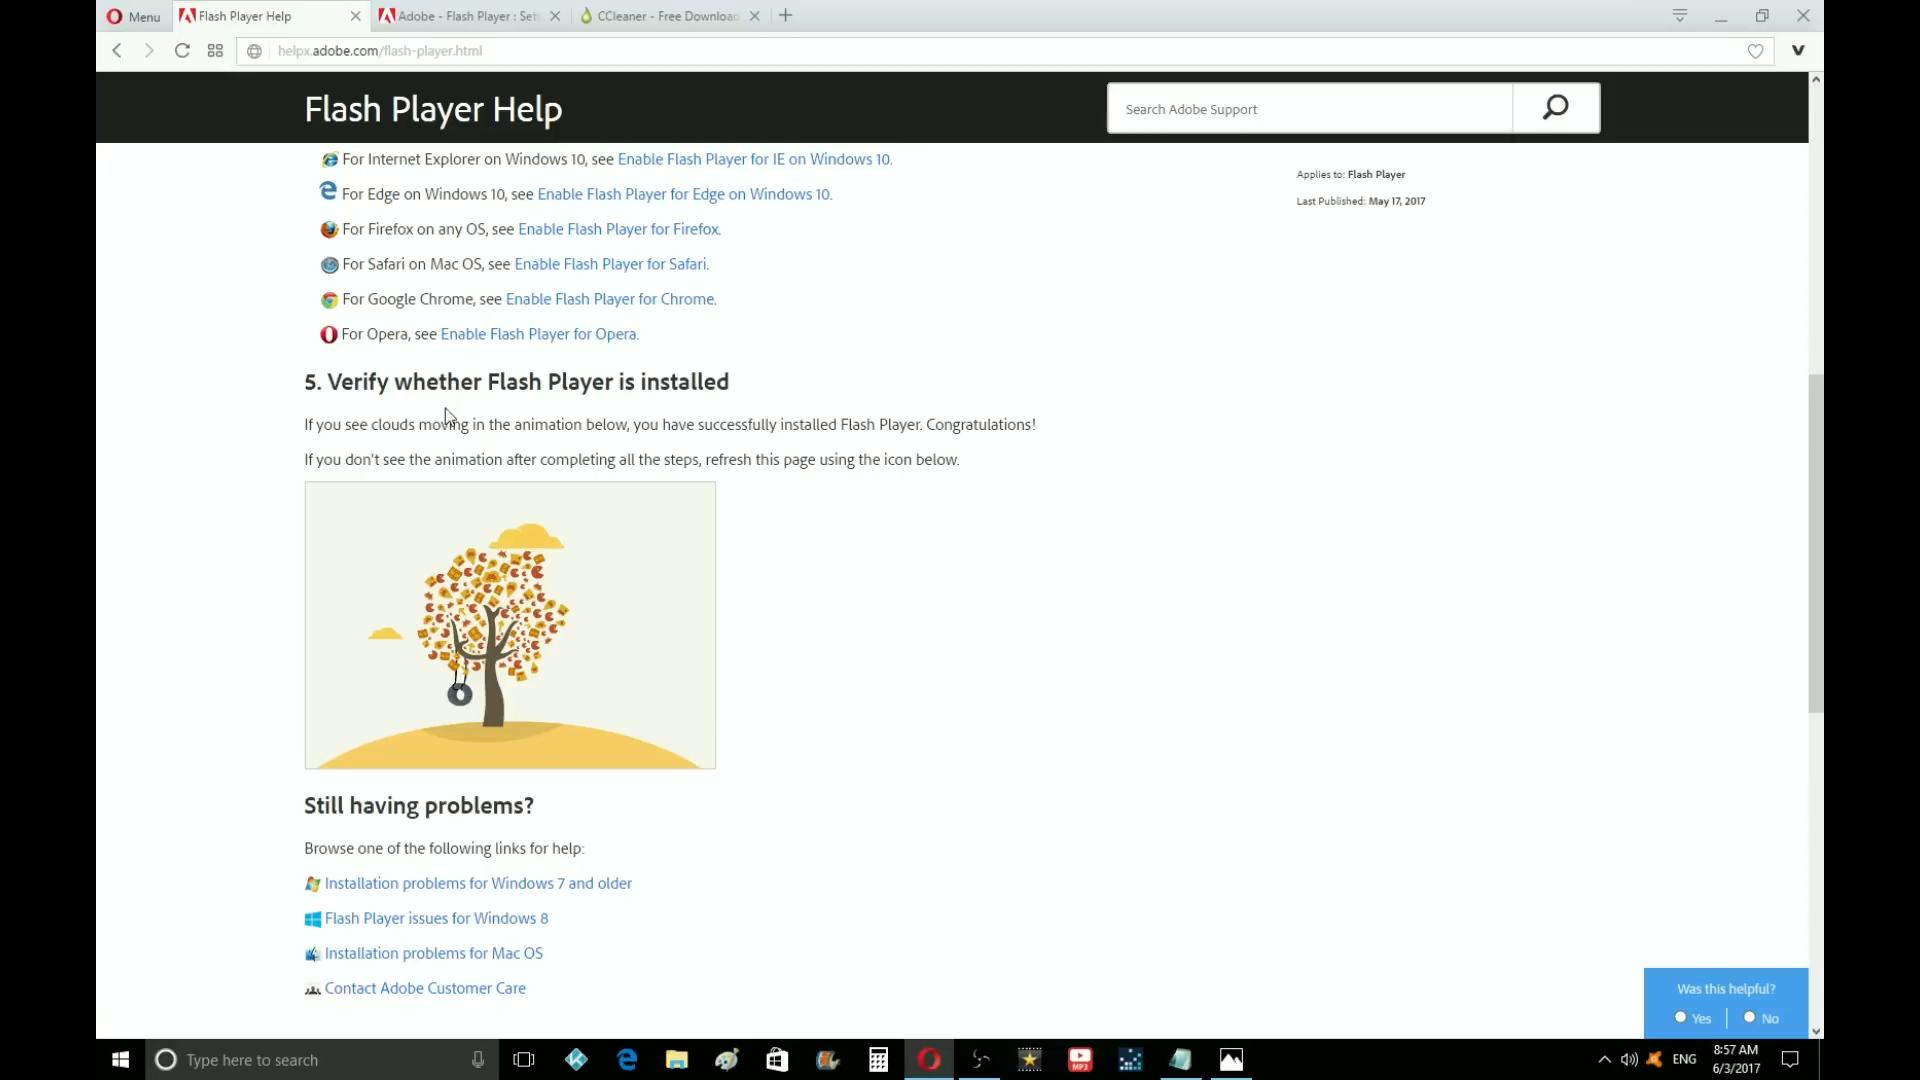 Menu
Flash Player Help
Adobe - Flash Player : Set
CCleaner - Free Download
helpx.adobe.com/flash-player.html
Flash Player Help
Search Adobe Support
For Internet Explorer on Windows 10, see Enable Flash Player for IE on Windows 10.
For Edge on Windows 10, see Enable Flash Player for Edge on Windows 10.
For Firefox on any OS, see Enable Flash Player for Firefox.
For Safari on Mac OS, see Enable Flash Player for Safari.
For Google Chrome, see Enable Flash Player for Chrome.
For Opera, see Enable Flash Player for Opera.
Applies to: Flash Player
Last Published: May 17, 2017
5. Verify whether Flash Player is installed
If you see clouds moving in the animation below, you have successfully installed Flash Player. Congratulations!
If you don't see the animation after completing all the steps, refresh this page using the icon below.
Still having problems?
Browse one of the following links for help:
Installation problems for Windows 7 and older
Flash Player issues for Windows 8
Installation problems for Mac OS
Contact Adobe Customer Care
Was this helpful?
Yes
No
Type here to search
MP3
ENG
8:57 AM
6/3/2017